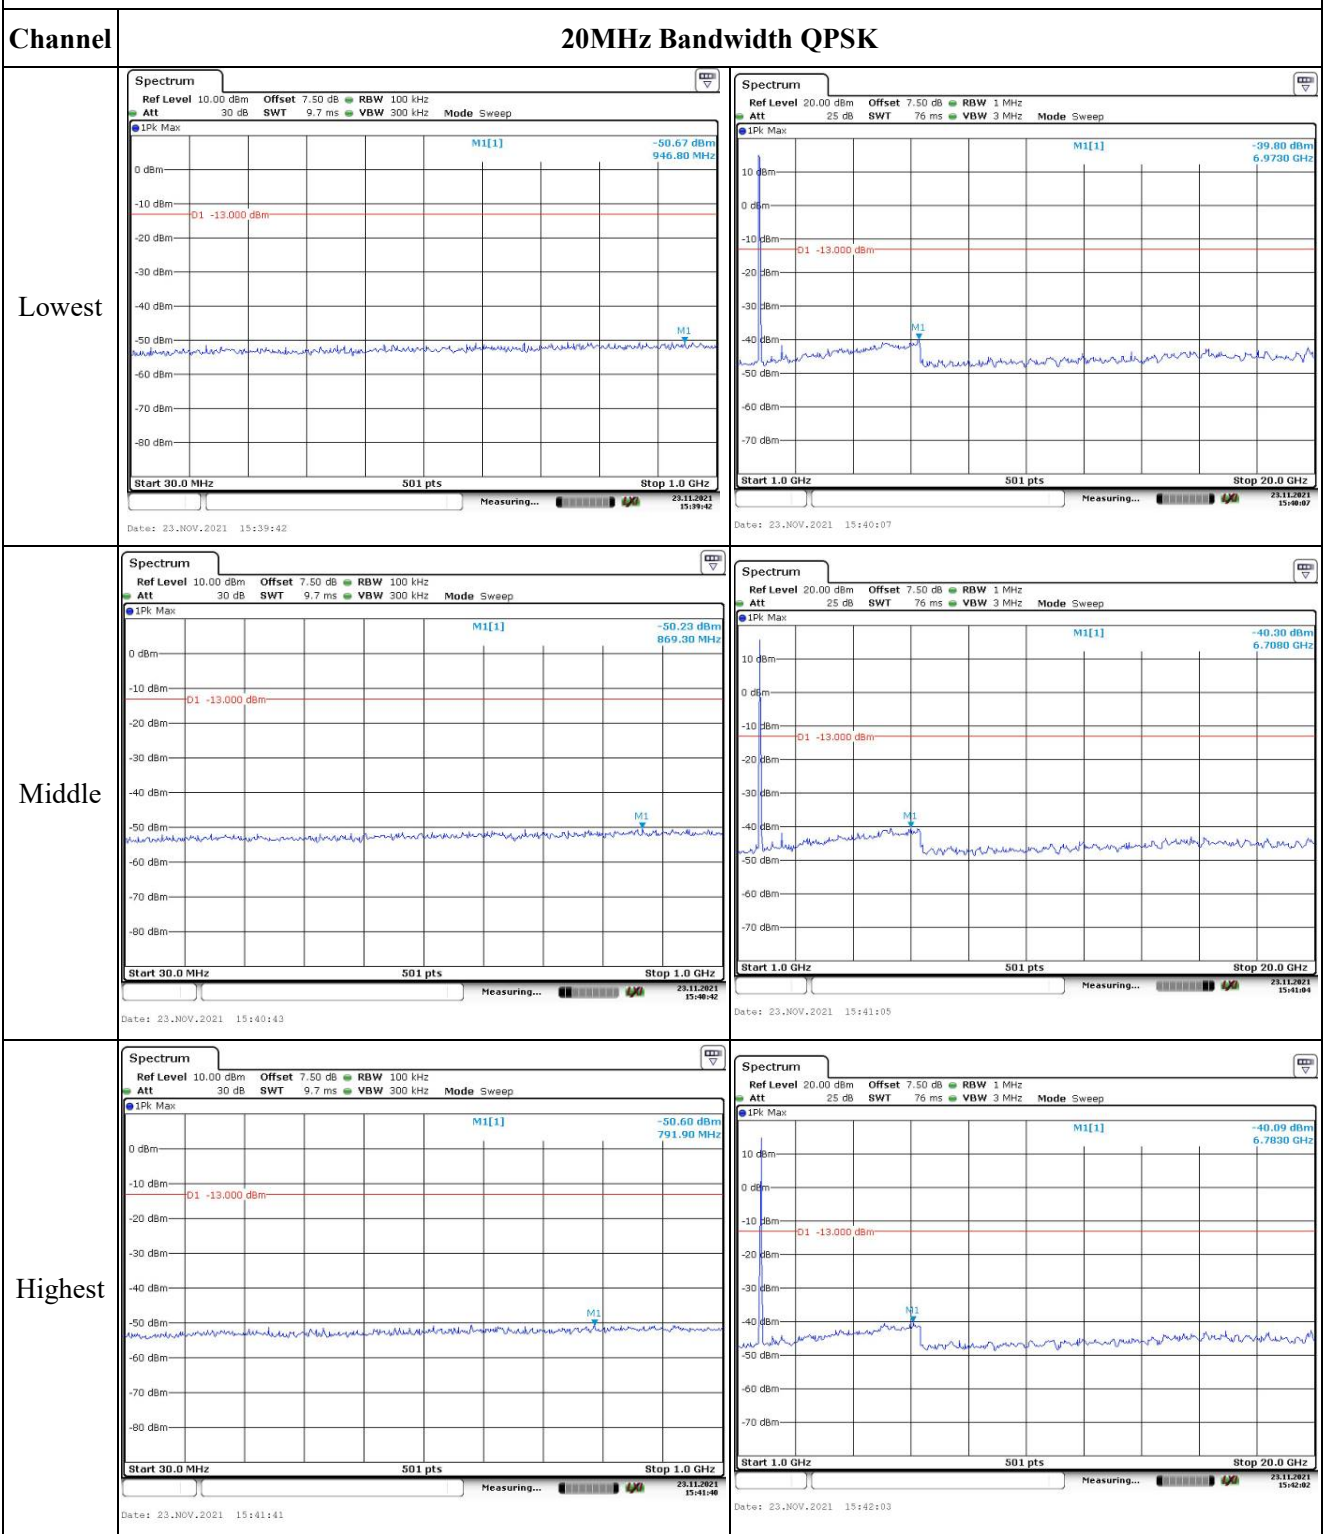 Channel 20MHz Bandwidth QPSK
Lowest
Spectrum
Ref Level 10.00 dBm Offset 7.50 dB RBW 100 kHz
Att 30 dB SWT 9.7 ms VBW 300 kHz Mode Sweep
1Pk Max
M1[1] -50.67 dBm
946.80 MHz
0 dBm
-10 dBm
D1 -13.000 dBm
-20 dBm
-30 dBm
-40 dBm
M1
-50 dBm
-60 dBm
-70 dBm
-80 dBm
Start 30.0 MHz 501 pts Stop 1.0 GHz
Measuring... 23.11.2021
15:39:42
Date: 23.NOV.2021 15:39:42
Spectrum
Ref Level 20.00 dBm Offset 7.50 dB RBW 1 MHz
Att 25 dB SWT 76 ms VBW 3 MHz Mode Sweep
1Pk Max
M1[1] -39.80 dBm
6.9730 GHz
10 dBm
0 dBm
-10 dBm
D1 -13.000 dBm
-20 dBm
-30 dBm
M1
-40 dBm
-50 dBm
-60 dBm
-70 dBm
Start 1.0 GHz 501 pts Stop 20.0 GHz
Measuring... 23.11.2021
15:40:07
Date: 23.NOV.2021 15:40:07
Middle
Spectrum
Ref Level 10.00 dBm Offset 7.50 dB RBW 100 kHz
Att 30 dB SWT 9.7 ms VBW 300 kHz Mode Sweep
1Pk Max
M1[1] -50.23 dBm
869.30 MHz
0 dBm
-10 dBm
D1 -13.000 dBm
-20 dBm
-30 dBm
-40 dBm
M1
-50 dBm
-60 dBm
-70 dBm
-80 dBm
Start 30.0 MHz 501 pts Stop 1.0 GHz
Measuring... 23.11.2021
15:40:42
Date: 23.NOV.2021 15:40:43
Spectrum
Ref Level 20.00 dBm Offset 7.50 dB RBW 1 MHz
Att 25 dB SWT 76 ms VBW 3 MHz Mode Sweep
1Pk Max
M1[1] -40.30 dBm
6.7080 GHz
10 dBm
0 dBm
-10 dBm
D1 -13.000 dBm
-20 dBm
-30 dBm
M1
-40 dBm
-50 dBm
-60 dBm
-70 dBm
Start 1.0 GHz 501 pts Stop 20.0 GHz
Measuring... 23.11.2021
15:41:04
Date: 23.NOV.2021 15:41:05
Highest
Spectrum
Ref Level 10.00 dBm Offset 7.50 dB RBW 100 kHz
Att 30 dB SWT 9.7 ms VBW 300 kHz Mode Sweep
1Pk Max
M1[1] -50.60 dBm
791.90 MHz
0 dBm
-10 dBm
D1 -13.000 dBm
-20 dBm
-30 dBm
-40 dBm
M1
-50 dBm
-60 dBm
-70 dBm
-80 dBm
Start 30.0 MHz 501 pts Stop 1.0 GHz
Measuring... 23.11.2021
15:41:40
Date: 23.NOV.2021 15:41:41
Spectrum
Ref Level 20.00 dBm Offset 7.50 dB RBW 1 MHz
Att 25 dB SWT 76 ms VBW 3 MHz Mode Sweep
1Pk Max
M1[1] -40.09 dBm
6.7830 GHz
10 dBm
0 dBm
-10 dBm
D1 -13.000 dBm
-20 dBm
-30 dBm
M1
-40 dBm
-50 dBm
-60 dBm
-70 dBm
Start 1.0 GHz 501 pts Stop 20.0 GHz
Measuring... 23.11.2021
15:42:02
Date: 23.NOV.2021 15:42:03